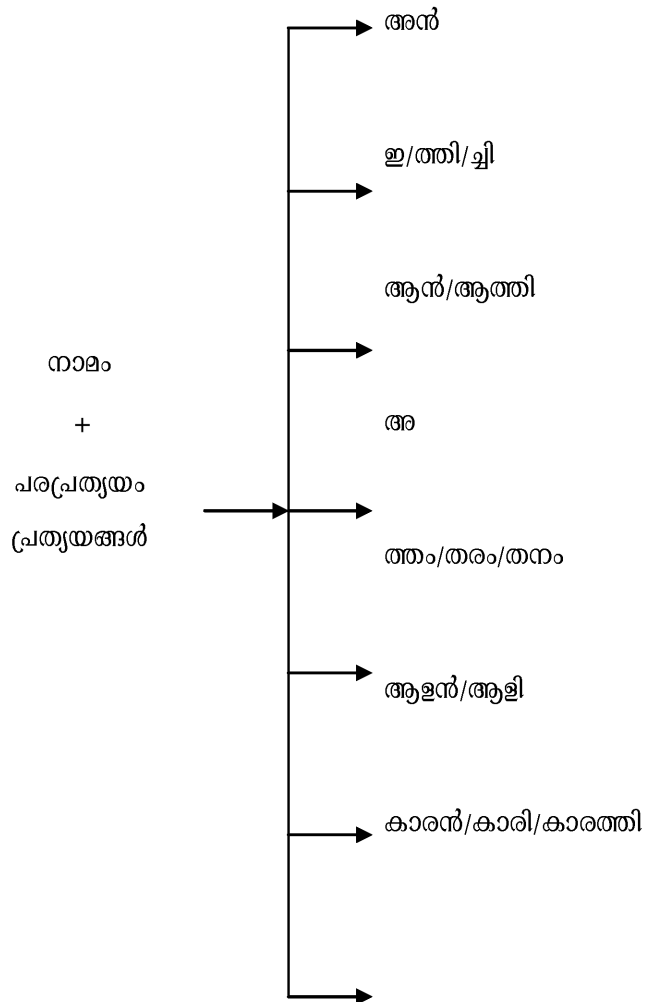 അൻ
ഇ/ത്തി/ച്ചി
ആൻ/ആത്തി
നാമം
+
പരപ്രത്യയം
പ്രത്യയങ്ങൾ
അ
ത്തം/തരം/തനം
ആളൻ/ആളി
കാരൻ/കാരി/കാരത്തി